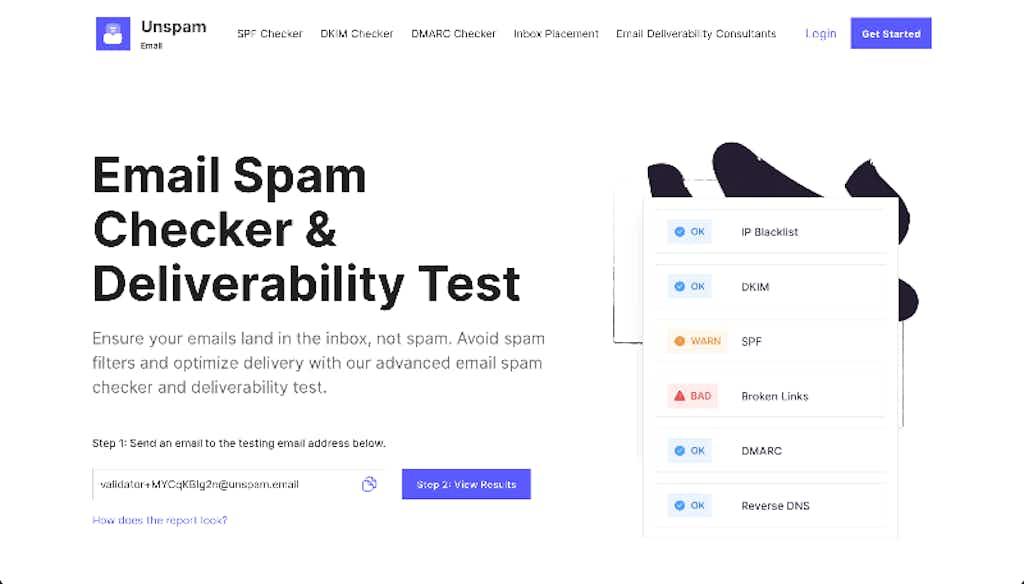 Unspam
Email
SPF Checker DKIM Checker DMARC Checker Inbox Placement Email Deliverability Consultants Login Get Started
Email Spam
Checker &
Deliverability Test
Ensure your emails land in the inbox, not spam. Avoid spam
filters and optimize delivery with our advanced email spam
checker and deliverability test.
Step 1: Send an email to the testing email address below.
validator+MYCqKBlg2n@unspam.email Step 2: View Results
How does the report look?
OK IP Blacklist
OK DKIM
WARN SPF
BAD Broken Links
OK DMARC
OK Reverse DNS